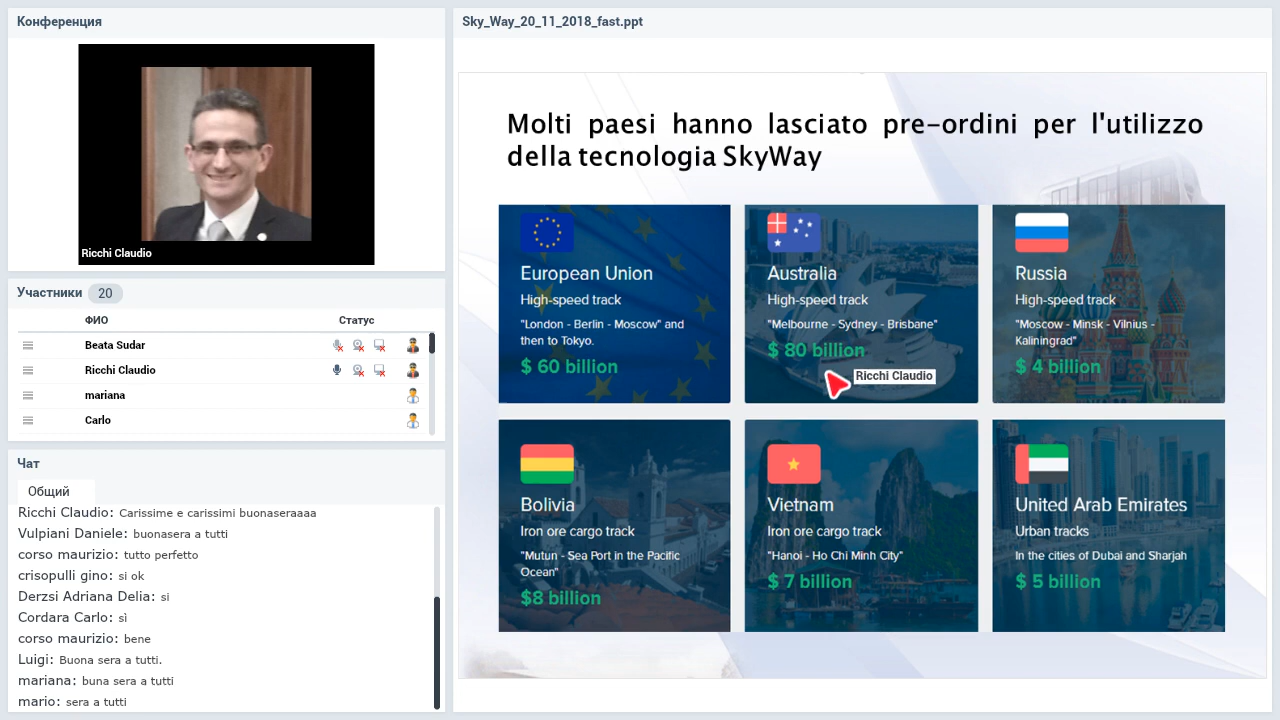 Конференция
Ricchi Claudio
Участники 20
ФИО Статус
Beata Sudar
Ricchi Claudio
mariana
Carlo
Чат
Общий
Ricchi Claudio: Carissime e carissimi buonaseraaaa
Vulpiani Daniele: buonasera a tutti
corso maurizio: tutto perfetto
crisopulli gino: si ok
Derzsi Adriana Delia: si
Cordara Carlo: sì
corso maurizio: bene
Luigi: Buona sera a tutti.
mariana: buna sera a tutti
mario: sera a tutti
Sky_Way_20_11_2018_fast.ppt
Molti paesi hanno lasciato pre-ordini per l'utilizzo
della tecnologia SkyWay
European Union
High-speed track
"London - Berlin - Moscow" and
then to Tokyo.
$ 60 billion
Australia
High-speed track
"Melbourne - Sydney - Brisbane"
$ 80 billion
Ricchi Claudio
Russia
High-speed track
"Moscow - Minsk - Vilnius -
Kaliningrad"
$ 4 billion
Bolivia
Iron ore cargo track
"Mutun - Sea Port in the Pacific
Ocean"
$8 billion
Vietnam
Iron ore cargo track
"Hanoi - Ho Chi Minh City"
$ 7 billion
United Arab Emirates
Urban tracks
In the cities of Dubai and Sharjah
$ 5 billion